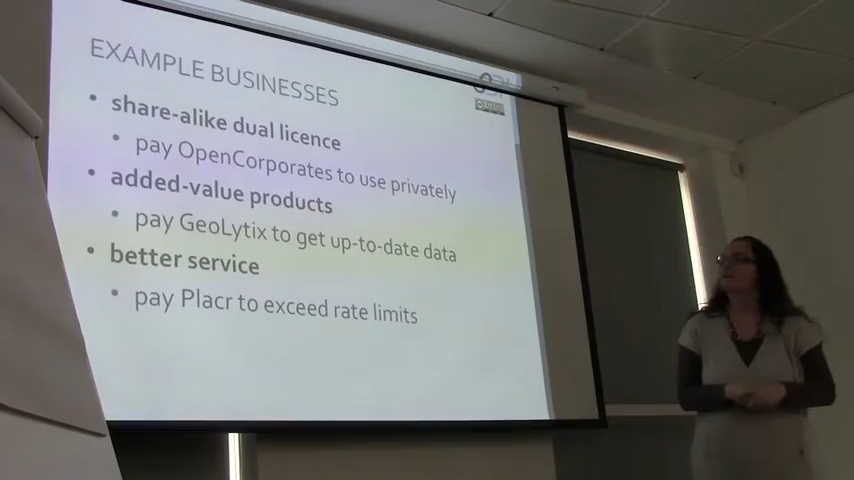 EXAMPLE BUSINESSES
• share-alike dual licence
• pay OpenCorporates to use privately
• added-value products
• pay GeoLytix to get up-to-date data
• better service
• pay Placr to exceed rate limits